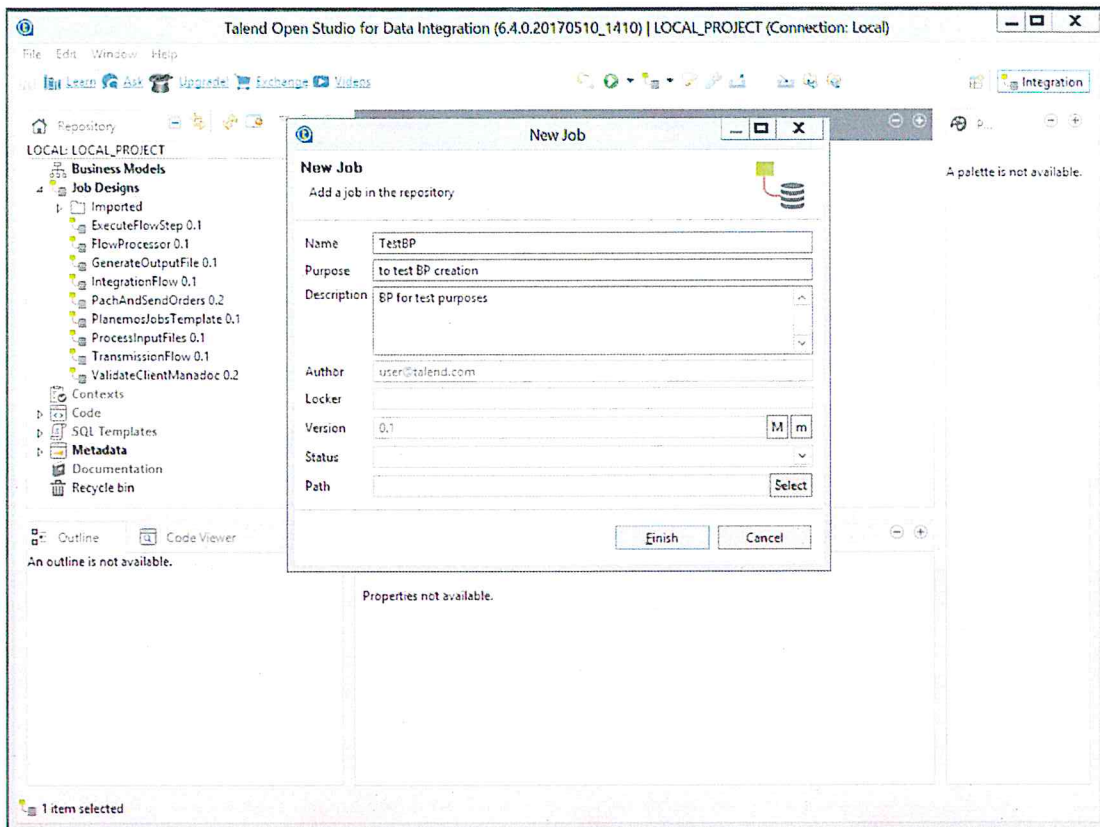 Talend Open Studio for Data Integration (6.4.0.20170510_1410) | LOCAL_PROJECT (Connection: Local)
File Edit Window Help
Learn Ask Upgrade! Exchange Videos
Integration
Repository
LOCAL: LOCAL_PROJECT
Business Models
Job Designs
Imported
ExecuteFlowStep 0.1
FlowProcessor 0.1
GenerateOutputFile 0.1
IntegrationFlow 0.1
PachAndSendOrders 0.2
PlanemosJobsTemplate 0.1
ProcessInputFiles 0.1
TransmissionFlow 0.1
ValidateClientManadoc 0.2
Contexts
Code
SQL Templates
Metadata
Documentation
Recycle bin
New Job
New Job
Add a job in the repository
Name TestBP
Purpose to test BP creation
Description BP for test purposes
Author user@talend.com
Locker
Version 0.1 M m
Status
Path Select
Finish Cancel
P...
A palette is not available.
Outline Code Viewer
An outline is not available.
Properties not available.
1 item selected